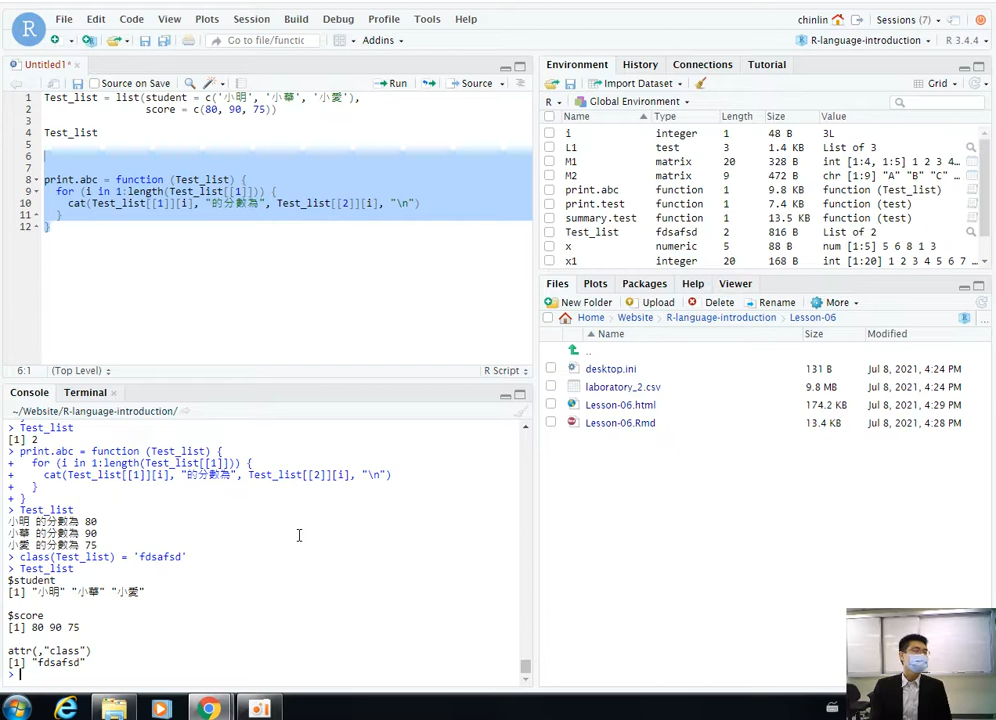 File Edit Code View Plots Session Build Debug Profile Tools Help
chinlin Sessions (7)
Go to file/functic Addins
R-language-introduction R 3.4.4
Untitled1*
Source on Save Run Source
1 Test_list = list(student = c('小明', '小華', '小愛'),
2 score = c(80, 90, 75))
3
4 Test_list
5
6
7
8 print.abc = function (Test_list) {
9 for (i in 1:length(Test_list[[1]])) {
10 cat(Test_list[[1]][i], "的分數為", Test_list[[2]][i], "\n")
11 }
12 }
6:1 (Top Level) R Script
Console Terminal
~/Website/R-language-introduction/
> Test_list
[1] 2
> print.abc = function (Test_list) {
+ for (i in 1:length(Test_list[[1]])) {
+ cat(Test_list[[1]][i], "的分數為", Test_list[[2]][i], "\n")
+ }
+ }
> Test_list
小明 的分數為 80
小華 的分數為 90
小愛 的分數為 75
> class(Test_list) = 'fdsafsd'
> Test_list
$student
[1] "小明" "小華" "小愛"
$score
[1] 80 90 75
attr(,"class")
[1] "fdsafsd"
>
Environment History Connections Tutorial
Import Dataset Grid
R Global Environment
Name Type Length Size Value
i integer 1 48 B 3L
L1 test 3 1.4 KB List of 3
M1 matrix 20 328 B int [1:4, 1:5] 1 2 3 4…
M2 matrix 9 472 B chr [1:9] "A" "B" "C" …
print.abc function 1 9.8 KB function (Test_list)
print.test function 1 7.4 KB function (test)
summary.test function 1 13.5 KB function (test)
Test_list fdsafsd 2 816 B List of 2
x numeric 5 88 B num [1:5] 5 6 8 1 3
x1 integer 20 168 B int [1:20] 1 2 3 4 5 6 7 …
Files Plots Packages Help Viewer
New Folder Upload Delete Rename More
Home Website R-language-introduction Lesson-06
Name Size Modified
..
desktop.ini 131 B Jul 8, 2021, 4:24 PM
laboratory_2.csv 9.8 MB Jul 8, 2021, 4:24 PM
Lesson-06.html 174.2 KB Jul 8, 2021, 4:29 PM
Lesson-06.Rmd 13.4 KB Jul 8, 2021, 4:28 PM